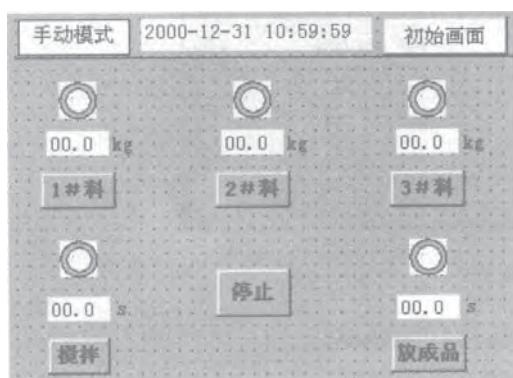 手动模式 2000-12-31 10:59:59 初始画面
00.0 kg 00.0 kg 00.0 kg
1#料 2#料 3#料
停止
00.0 s 00.0 s
搅拌 放成品